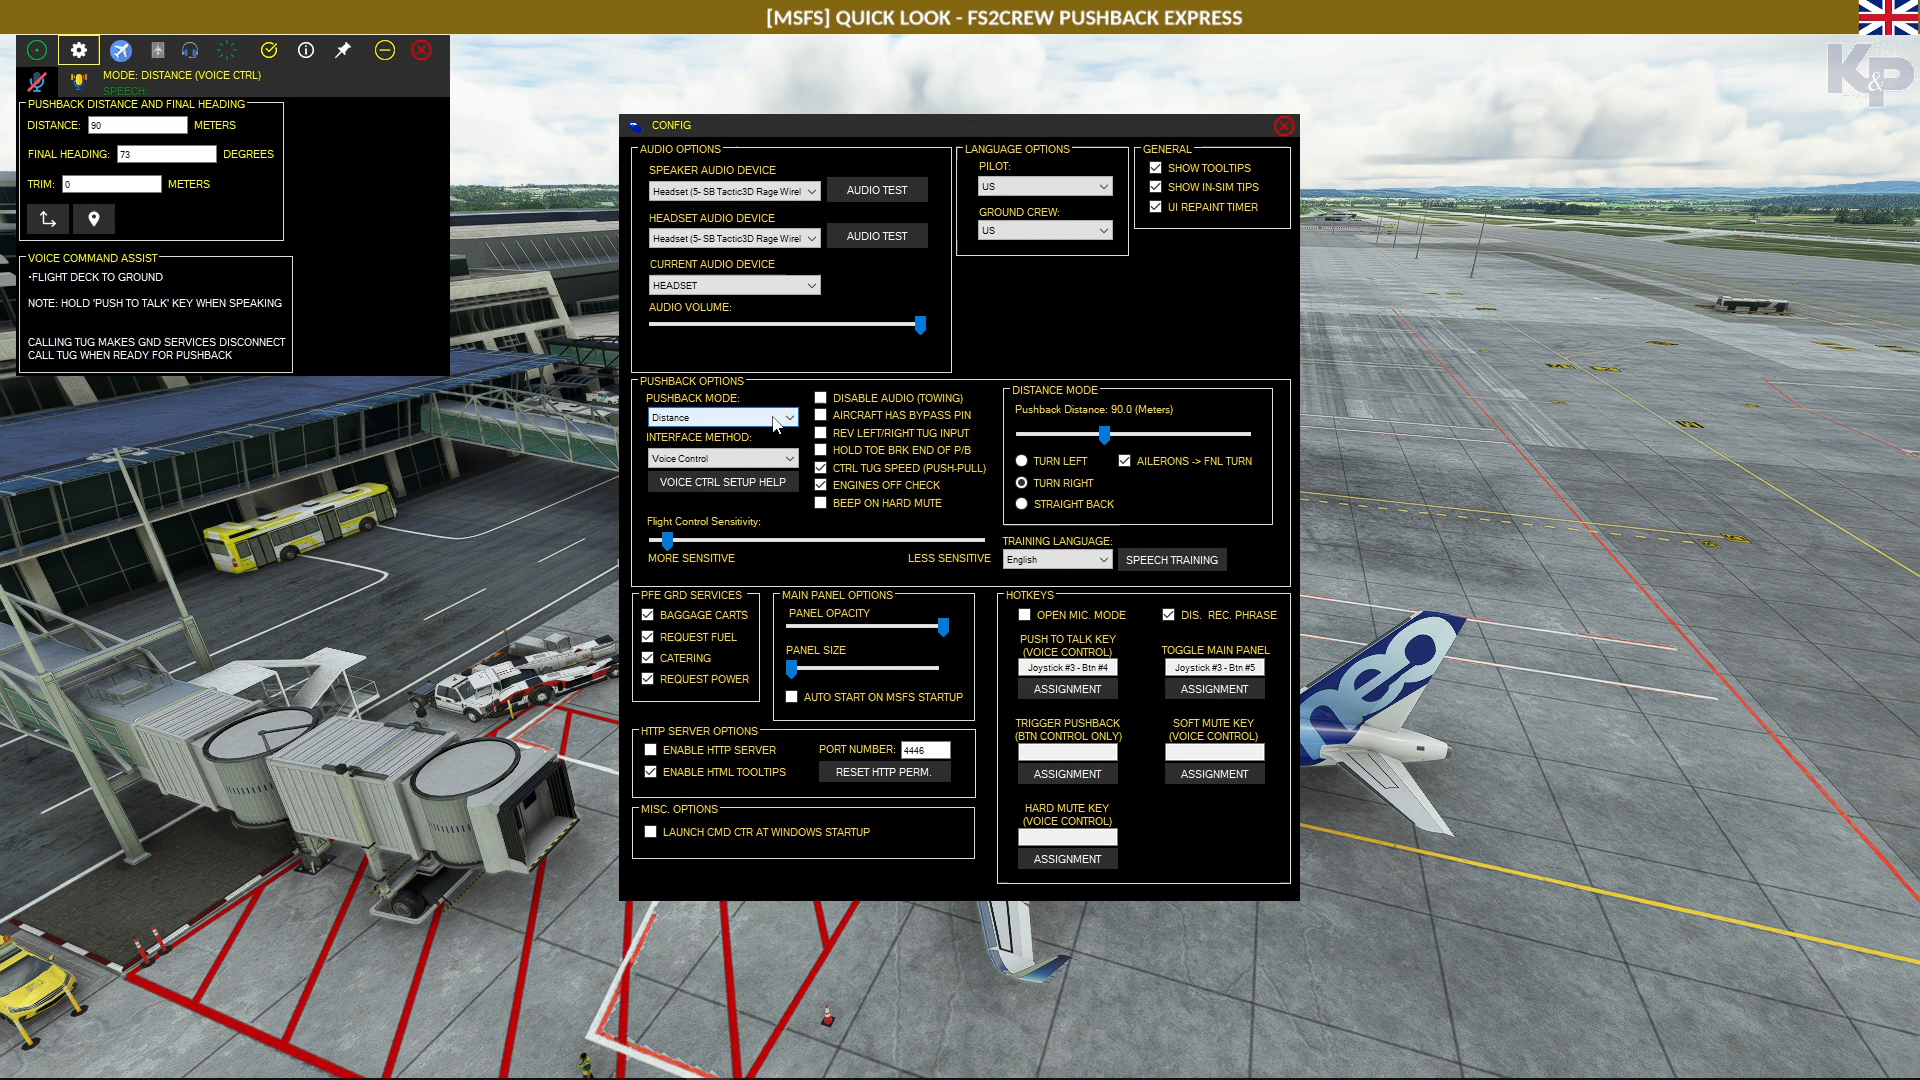 [MSFS] QUICK LOOK - FS2CREW PUSHBACK EXPRESS
K&P
MODE: DISTANCE (VOICE CTRL)
SPEECH:
PUSHBACK DISTANCE AND FINAL HEADING
DISTANCE: 90 METERS
FINAL HEADING: 73 DEGREES
TRIM: 0 METERS
VOICE COMMAND ASSIST
•FLIGHT DECK TO GROUND
NOTE: HOLD 'PUSH TO TALK' KEY WHEN SPEAKING
CALLING TUG MAKES GND SERVICES DISCONNECT
CALL TUG WHEN READY FOR PUSHBACK
CONFIG
AUDIO OPTIONS
SPEAKER AUDIO DEVICE
Headset (5- SB Tactic3D Rage Wirel
AUDIO TEST
HEADSET AUDIO DEVICE
Headset (5- SB Tactic3D Rage Wirel
AUDIO TEST
CURRENT AUDIO DEVICE
HEADSET
AUDIO VOLUME:
LANGUAGE OPTIONS
PILOT:
US
GROUND CREW:
US
GENERAL
SHOW TOOLTIPS
SHOW IN-SIM TIPS
UI REPAINT TIMER
PUSHBACK OPTIONS
PUSHBACK MODE:
Distance
INTERFACE METHOD:
Voice Control
VOICE CTRL SETUP HELP
DISABLE AUDIO (TOWING)
AIRCRAFT HAS BYPASS PIN
REV LEFT/RIGHT TUG INPUT
HOLD TOE BRK END OF P/B
CTRL TUG SPEED (PUSH-PULL)
ENGINES OFF CHECK
BEEP ON HARD MUTE
Flight Control Sensitivity:
MORE SENSITIVE
LESS SENSITIVE
DISTANCE MODE
Pushback Distance: 90.0 (Meters)
TURN LEFT
AILERONS -> FNL TURN
TURN RIGHT
STRAIGHT BACK
TRAINING LANGUAGE:
English
SPEECH TRAINING
PFE GRD SERVICES
BAGGAGE CARTS
REQUEST FUEL
CATERING
REQUEST POWER
MAIN PANEL OPTIONS
PANEL OPACITY
PANEL SIZE
AUTO START ON MSFS STARTUP
HTTP SERVER OPTIONS
ENABLE HTTP SERVER
PORT NUMBER: 4446
ENABLE HTML TOOLTIPS
RESET HTTP PERM.
MISC. OPTIONS
LAUNCH CMD CTR AT WINDOWS STARTUP
HOTKEYS
OPEN MIC. MODE
DIS. REC. PHRASE
PUSH TO TALK KEY
(VOICE CONTROL)
Joystick #3 - Btn #4
ASSIGNMENT
TOGGLE MAIN PANEL
Joystick #3 - Btn #5
ASSIGNMENT
TRIGGER PUSHBACK
(BTN CONTROL ONLY)
ASSIGNMENT
SOFT MUTE KEY
(VOICE CONTROL)
ASSIGNMENT
HARD MUTE KEY
(VOICE CONTROL)
ASSIGNMENT
neo